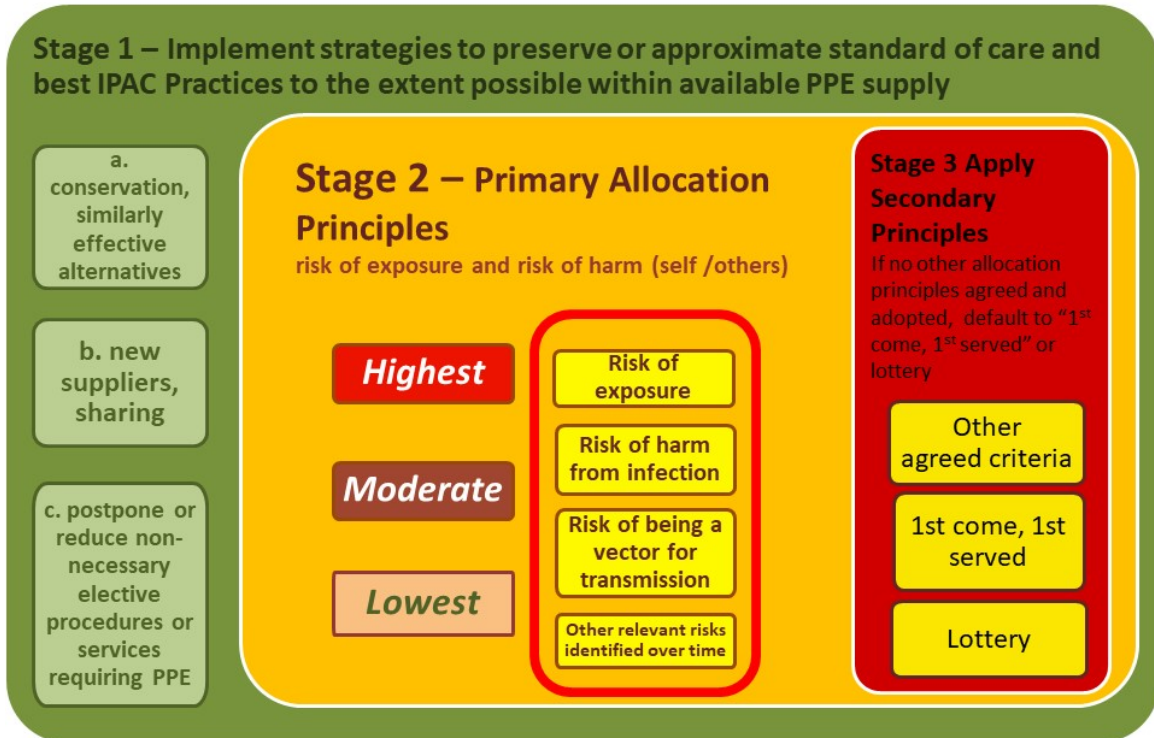 Stage 1 – Implement strategies to preserve or approximate standard of care and
best IPAC Practices to the extent possible within available PPE supply
a.
conservation,
similarly
effective
alternatives
b. new
suppliers,
sharing
c. postpone or
reduce non-
necessary
elective
procedures or
services
requiring PPE
Stage 2 – Primary Allocation
Principles
risk of exposure and risk of harm (self /others)
Highest
Moderate
Lowest
Risk of
exposure
Risk of harm
from infection
Risk of being a
vector for
transmission
Other relevant risks
identified over time
Stage 3 Apply
Secondary
Principles
If no other allocation
principles agreed and
adopted, default to “1st
come, 1st served” or
lottery
Other
agreed criteria
1st come, 1st
served
Lottery